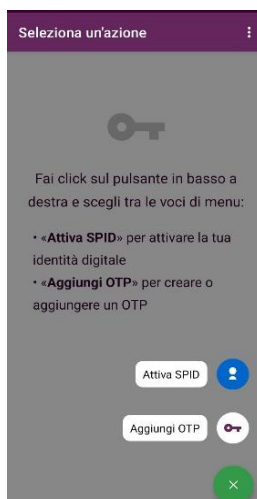 Seleziona un'azione
Fai click sul pulsante in basso a
destra e scegli tra le voci di menu:
• «Attiva SPID» per attivare la tua
identità digitale
• «Aggiungi OTP» per creare o
aggiungere un OTP
Attiva SPID
Aggiungi OTP